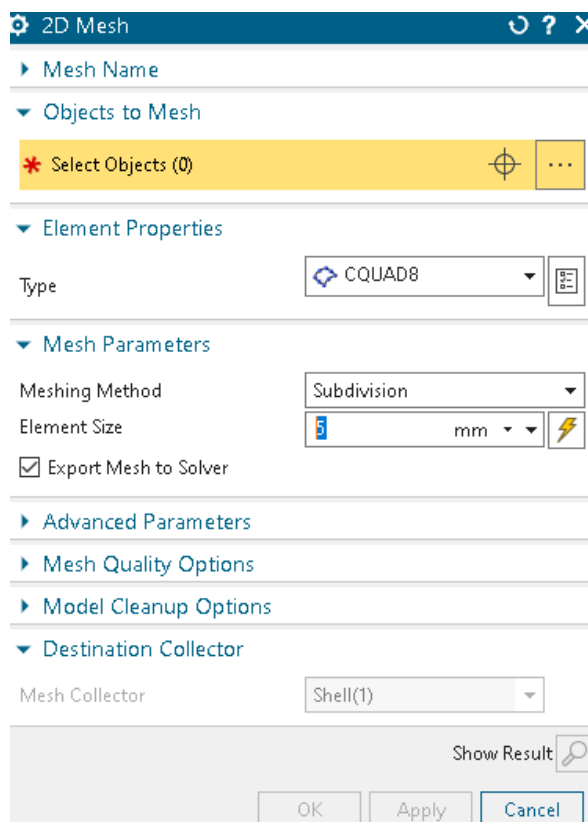 2D Mesh ?
Mesh Name
Objects to Mesh
* Select Objects (0) ...
Element Properties
Type CQUAD8
Mesh Parameters
Meshing Method Subdivision
Element Size 5 mm
Export Mesh to Solver
Advanced Parameters
Mesh Quality Options
Model Cleanup Options
Destination Collector
Mesh Collector Shell(1)
Show Result
OK Apply Cancel